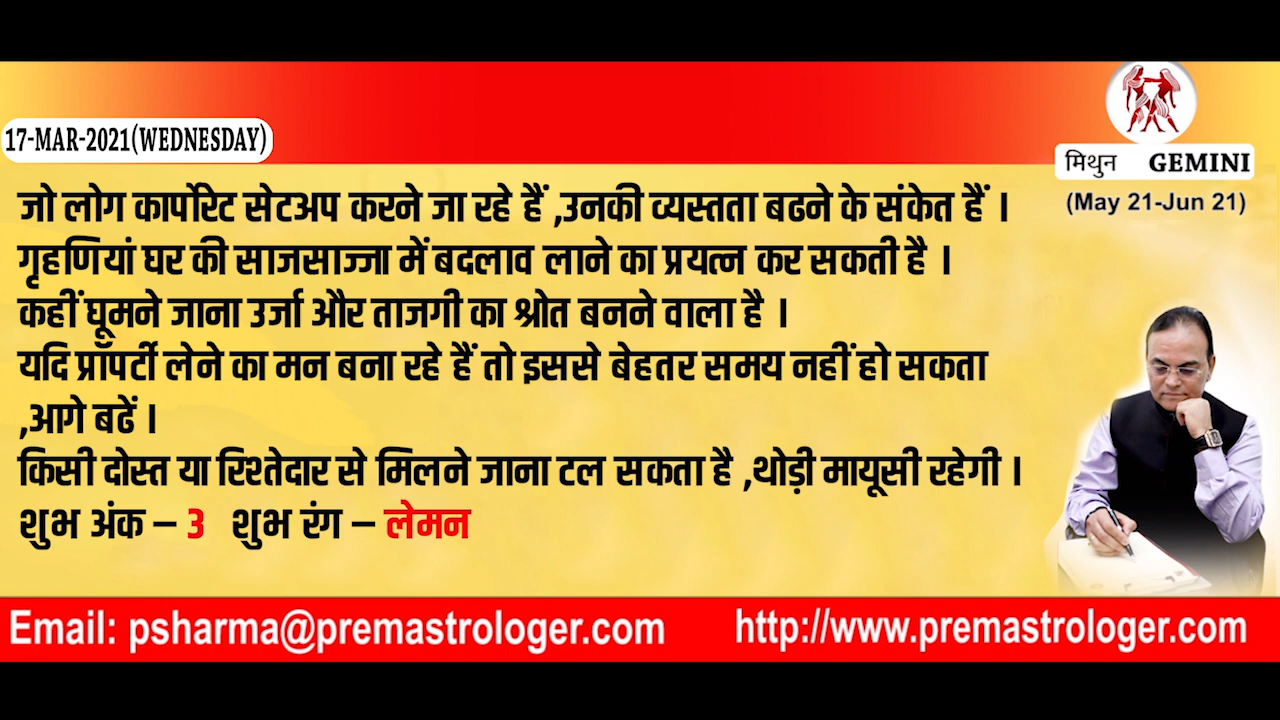 17-MAR-2021(WEDNESDAY)
मिथुन GEMINI
(May 21-Jun 21)
जो लोग कार्पोरेट सेटअप करने जा रहे हैं ,उनकी व्यस्तता बढने के संकेत हैं ।
गृहणियां घर की साजसाज्जा में बदलाव लाने का प्रयत्न कर सकती है ।
कहीं घूमने जाना उर्जा और ताजगी का श्रोत बनने वाला है ।
यदि प्रॉपर्टी लेने का मन बना रहे हैं तो इससे बेहतर समय नहीं हो सकता
,आगे बढें ।
किसी दोस्त या रिश्तेदार से मिलने जाना टल सकता है ,थोड़ी मायूसी रहेगी ।
शुभ अंक – 3 शुभ रंग – लेमन
Email: psharma@premastrologer.com http://www.premastrologer.com